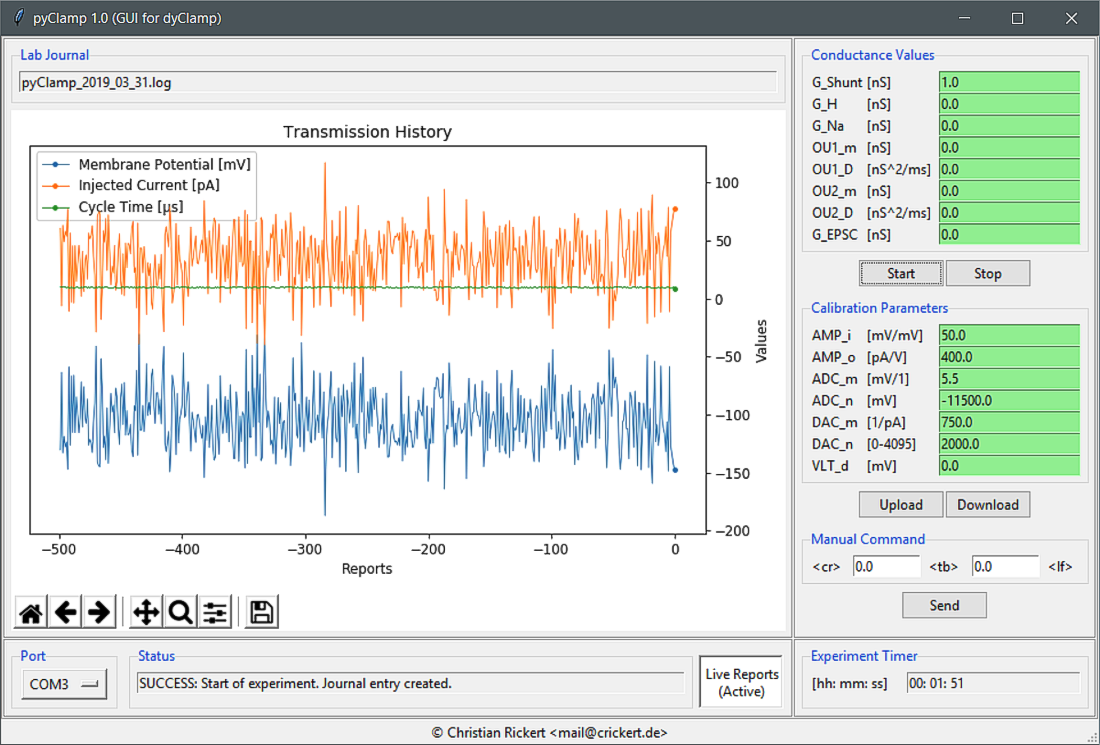 pyClamp 1.0 (GUI for dyClamp)
Lab Journal
pyClamp_2019_03_31.log
Transmission History
Membrane Potential [mV]
Injected Current [pA]
Cycle Time [µs]
100
50
0
−50
−100
−150
−200
Values
−500 −400 −300 −200 −100 0
Reports
Conductance Values
G_Shunt [nS] 1.0
G_H [nS] 0.0
G_Na [nS] 0.0
OU1_m [nS] 0.0
OU1_D [nS^2/ms] 0.0
OU2_m [nS] 0.0
OU2_D [nS^2/ms] 0.0
G_EPSC [nS] 0.0
Start Stop
Calibration Parameters
AMP_i [mV/mV] 50.0
AMP_o [pA/V] 400.0
ADC_m [mV/1] 5.5
ADC_n [mV] -11500.0
DAC_m [1/pA] 750.0
DAC_n [0-4095] 2000.0
VLT_d [mV] 0.0
Upload Download
Manual Command
<cr> 0.0 <tb> 0.0 <lf>
Send
Port
COM3
Status
SUCCESS: Start of experiment. Journal entry created.
Live Reports
(Active)
Experiment Timer
[hh: mm: ss] 00: 01: 51
© Christian Rickert <mail@crickert.de>